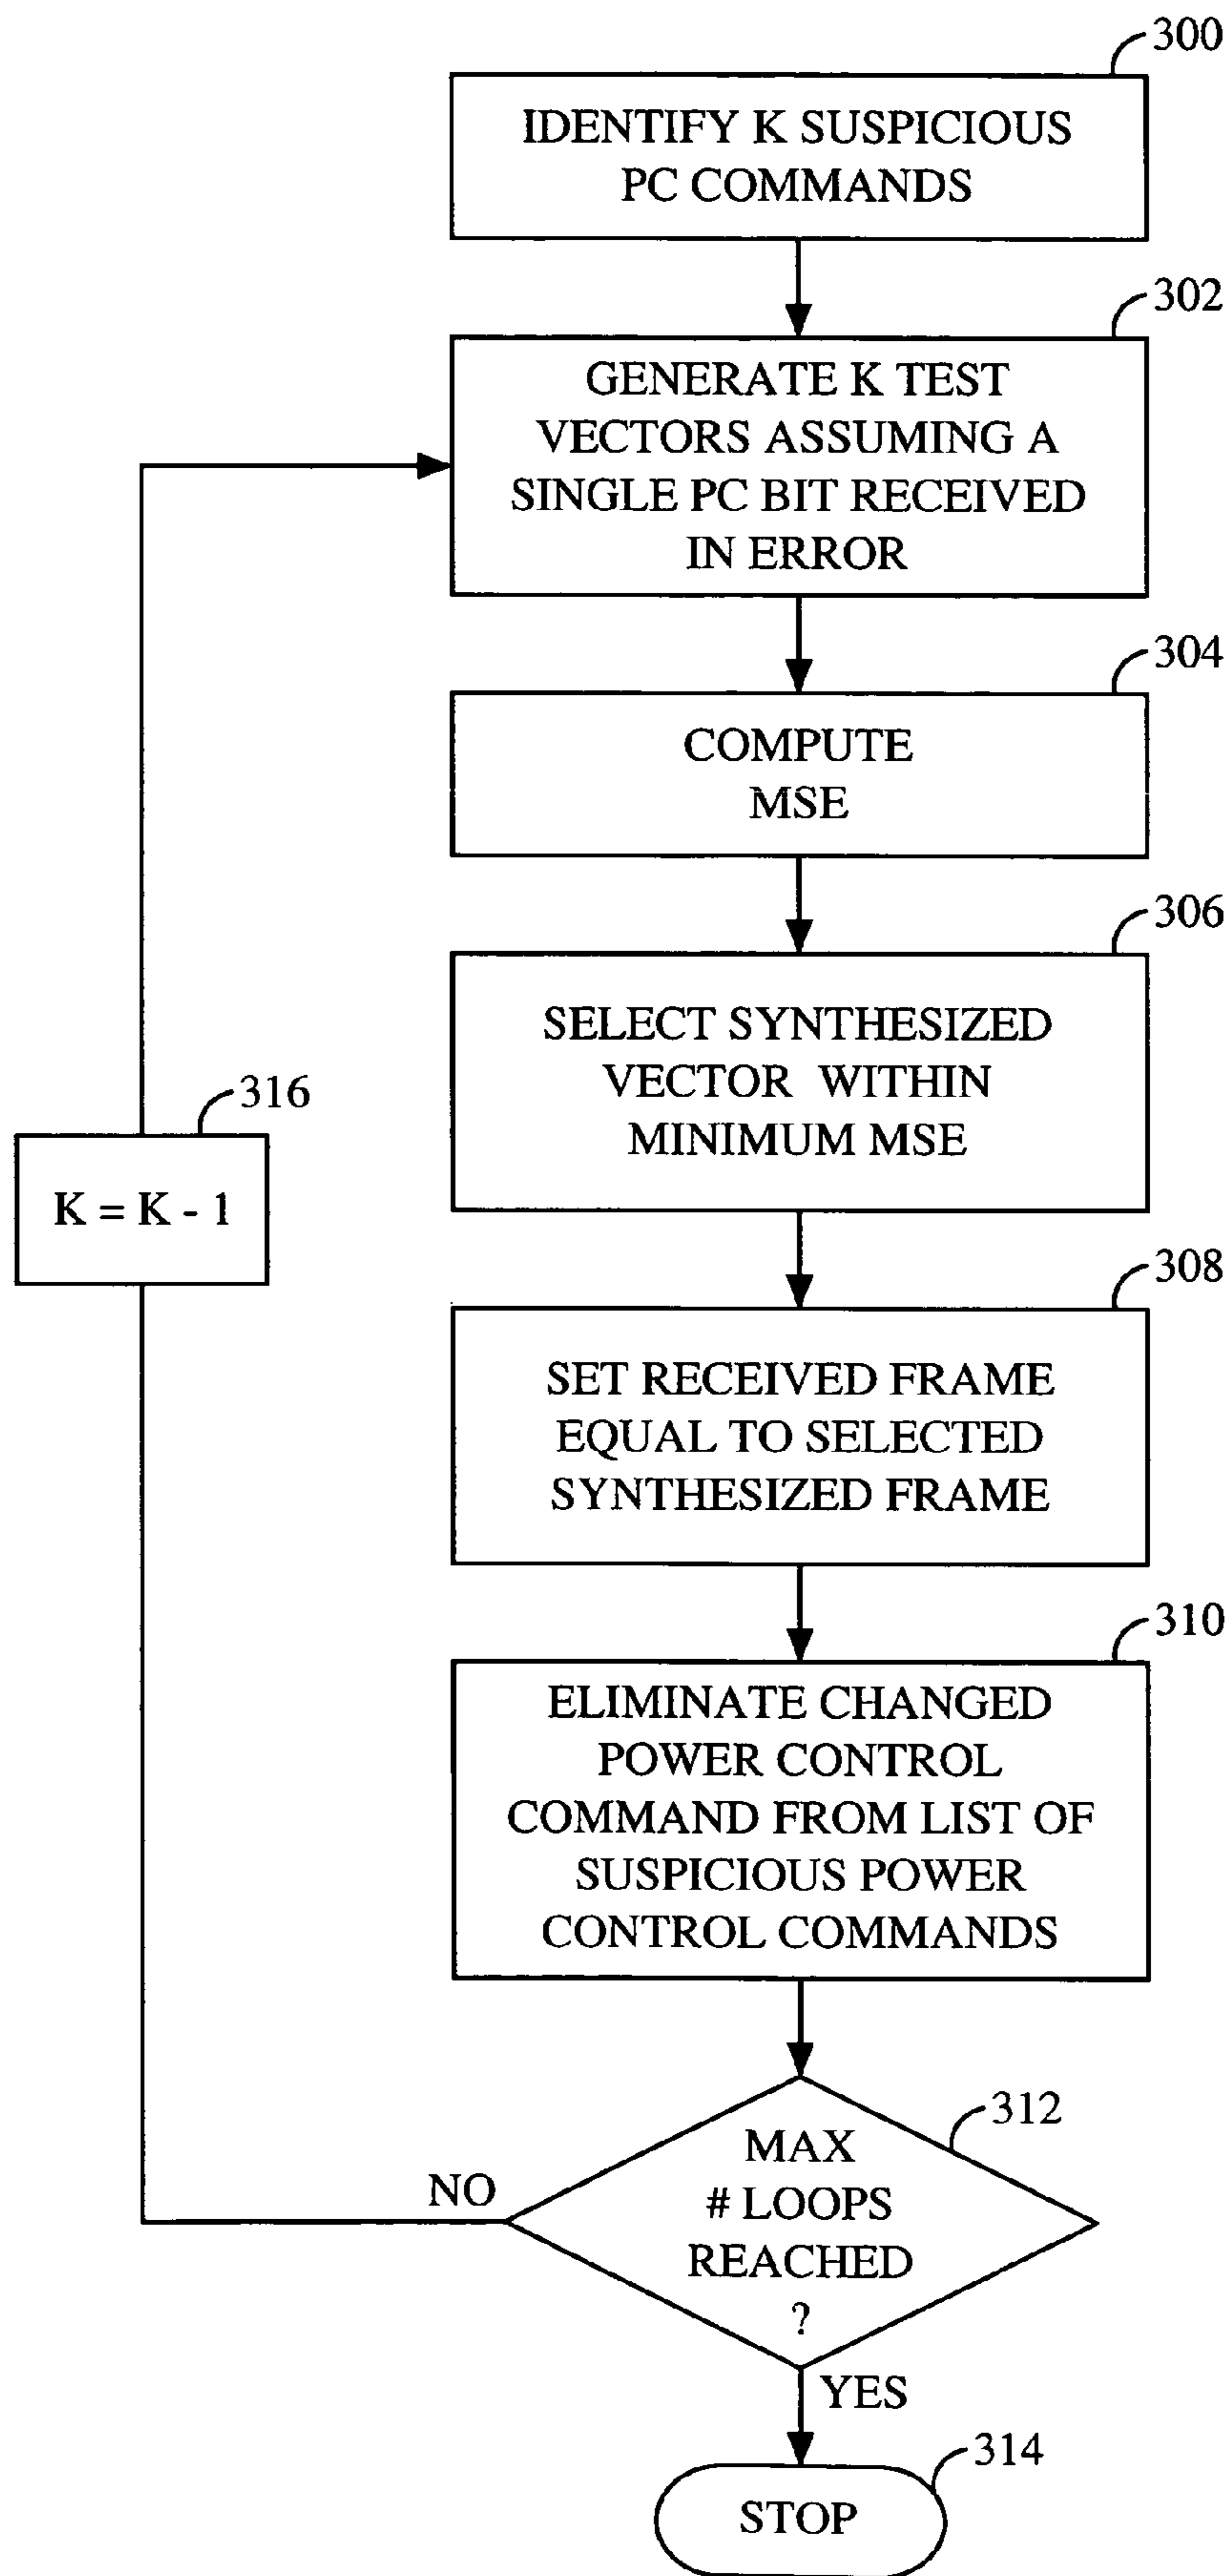 300
IDENTIFY K SUSPICIOUS
PC COMMANDS
302
GENERATE K TEST
VECTORS ASSUMING A
SINGLE PC BIT RECEIVED
IN ERROR
304
COMPUTE
MSE
306
SELECT SYNTHESIZED
VECTOR WITHIN
MINIMUM MSE
316
K = K - 1
308
SET RECEIVED FRAME
EQUAL TO SELECTED
SYNTHESIZED FRAME
310
ELIMINATE CHANGED
POWER CONTROL
COMMAND FROM LIST OF
SUSPICIOUS POWER
CONTROL COMMANDS
312
MAX
# LOOPS
REACHED
?
NO
YES
314
STOP